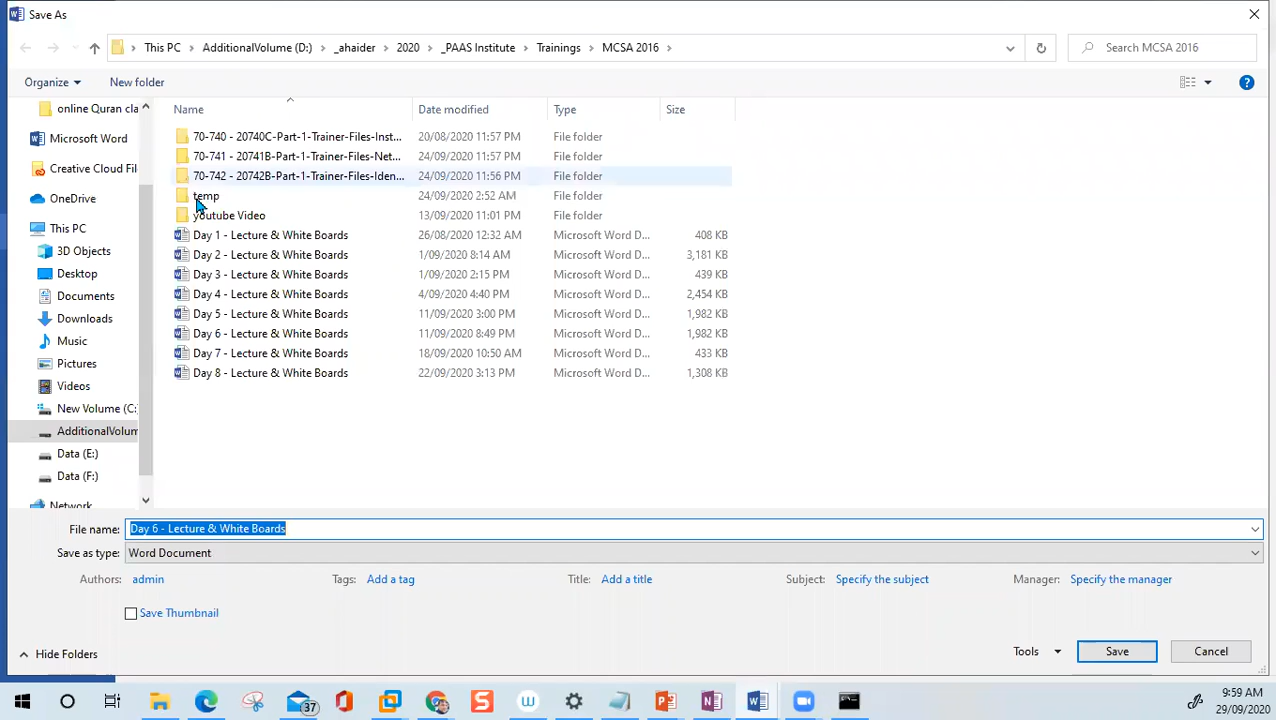 Save As
This PC > AdditionalVolume (D:) > _ahaider > 2020 > _PAAS Institute > Trainings > MCSA 2016 >
Search MCSA 2016
Organize
New folder
Name Date modified Type Size
online Quran cla
Microsoft Word
Creative Cloud Fil
OneDrive
This PC
3D Objects
Desktop
Documents
Downloads
Music
Pictures
Videos
New Volume (C:
AdditionalVolum
Data (E:)
Data (F:)
Network
70-740 - 20740C-Part-1-Trainer-Files-Inst... 20/08/2020 11:57 PM File folder
70-741 - 20741B-Part-1-Trainer-Files-Net... 24/09/2020 11:57 PM File folder
70-742 - 20742B-Part-1-Trainer-Files-Iden... 24/09/2020 11:56 PM File folder
temp 24/09/2020 2:52 AM File folder
youtube Video 13/09/2020 11:01 PM File folder
Day 1 - Lecture & White Boards 26/08/2020 12:32 AM Microsoft Word D... 408 KB
Day 2 - Lecture & White Boards 1/09/2020 8:14 AM Microsoft Word D... 3,181 KB
Day 3 - Lecture & White Boards 1/09/2020 2:15 PM Microsoft Word D... 439 KB
Day 4 - Lecture & White Boards 4/09/2020 4:40 PM Microsoft Word D... 2,454 KB
Day 5 - Lecture & White Boards 11/09/2020 3:00 PM Microsoft Word D... 1,982 KB
Day 6 - Lecture & White Boards 11/09/2020 8:49 PM Microsoft Word D... 1,982 KB
Day 7 - Lecture & White Boards 18/09/2020 10:50 AM Microsoft Word D... 433 KB
Day 8 - Lecture & White Boards 22/09/2020 3:13 PM Microsoft Word D... 1,308 KB
File name: Day 6 - Lecture & White Boards
Save as type: Word Document
Authors: admin Tags: Add a tag Title: Add a title Subject: Specify the subject Manager: Specify the manager
Save Thumbnail
Hide Folders
Tools
Save
Cancel
37
9:59 AM
29/09/2020